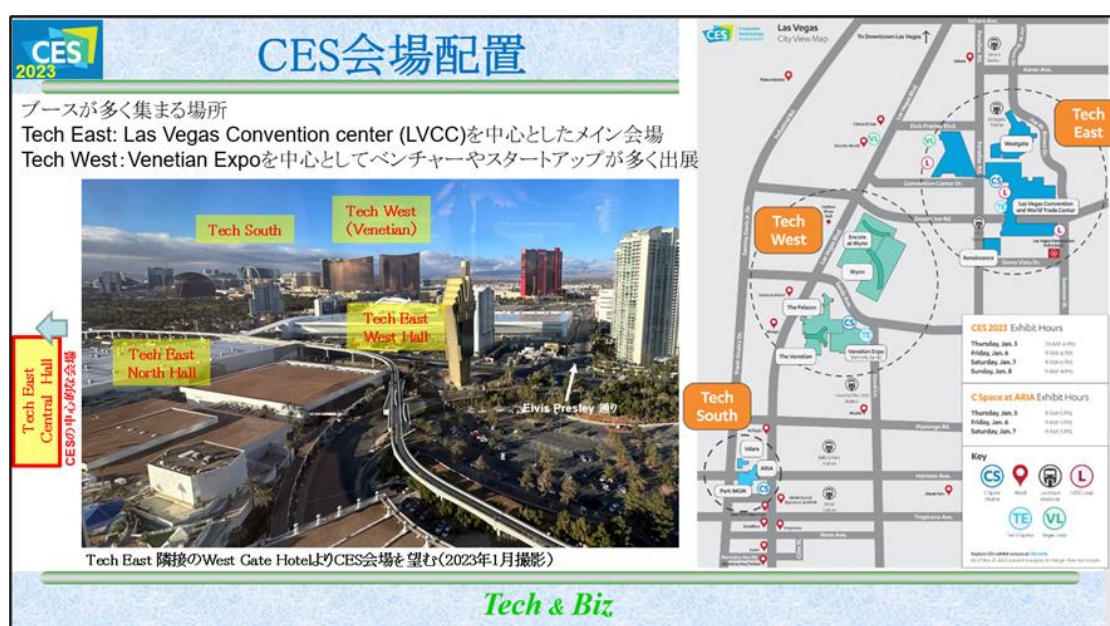 CES
2023
CES会場配置
ブースが多く集まる場所
Tech East: Las Vegas Convention center (LVCC)を中心としたメイン会場
Tech West：Venetian Expoを中心としてベンチャーやスタートアップが多く出展
Tech South
Tech West
(Venetian)
Tech East
West Hall
Tech East
North Hall
Tech East
Central Hall
CESの中心的な会場
Elvis Presley 通り
Tech East 隣接のWest Gate HotelよりCES会場を望む（2023年1月撮影）
CES
Las Vegas
City View Map
To Downtown Las Vegas
Tech
East
Westgate
Las Vegas Convention
and World Trade Center
Renaissance
Tech
West
Encore
at Wynn
Wynn
The Palazzo
The Venetian
Venetian Expo
Tech
South
Vdara
ARIA
Park MGM
Elvis Presley Blvd.
Convention Center Dr.
Desert Inn Rd.
Sierra Vista Dr.
Flamingo Rd.
Harmon Ave.
Tropicana Ave.
Reno Ave.
CES 2023 Exhibit Hours
Thursday, Jan. 5
Friday, Jan. 6
Saturday, Jan. 7
Sunday, Jan. 8
C Space at ARIA Exhibit Hours
Thursday, Jan. 5
Friday, Jan. 6
Saturday, Jan. 7
Key
CS
L
TE
VL
Tech & Biz